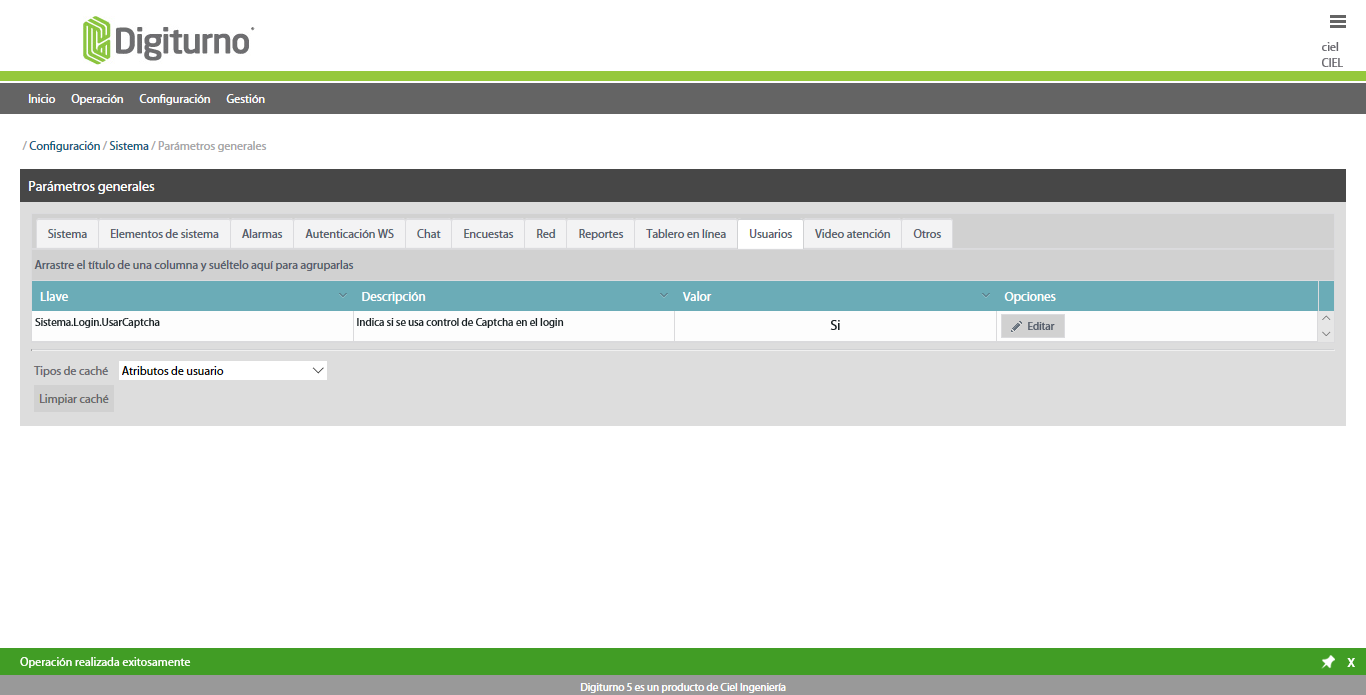 Digiturno
ciel
CIEL
Inicio Operación Configuración Gestión
/ Configuración / Sistema / Parámetros generales
Parámetros generales
Sistema Elementos de sistema Alarmas Autenticación WS Chat Encuestas Red Reportes Tablero en línea Usuarios Video atención Otros
Arrastre el título de una columna y suéltelo aquí para agruparlas
Llave Descripción Valor Opciones
Sistema.Login.UsarCaptcha Indica si se usa control de Captcha en el login Si Editar
Tipos de caché Atributos de usuario
Limpiar caché
Operación realizada exitosamente X
Digiturno 5 es un producto de Ciel Ingeniería